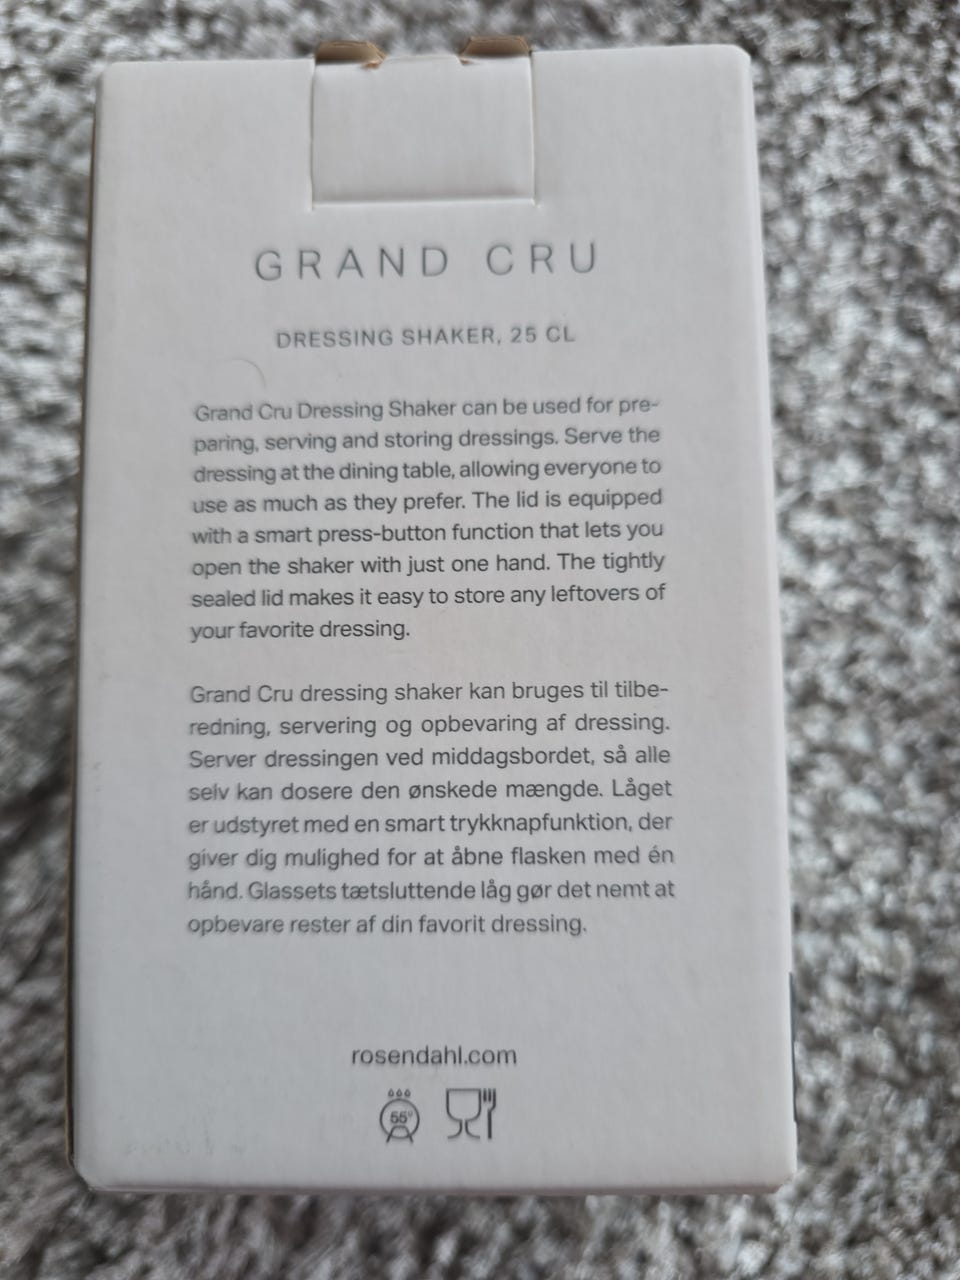 GRAND CRU
DRESSING SHAKER, 25 CL
Grand Cru Dressing Shaker can be used for pre-
paring, serving and storing dressings. Serve the
dressing at the dining table, allowing everyone to
use as much as they prefer. The lid is equipped
with a smart press-button function that lets you
open the shaker with just one hand. The tightly
sealed lid makes it easy to store any leftovers of
your favorite dressing.
Grand Cru dressing shaker kan bruges til tilbe-
redning, servering og opbevaring af dressing.
Server dressingen ved middagsbordet, så alle
selv kan dosere den ønskede mængde. Låget
er udstyret med en smart trykknapfunktion, der
giver dig mulighed for at åbne flasken med én
hånd. Glassets tætsluttende låg gør det nemt at
opbevare rester af din favorit dressing.
rosendahl.com
55°